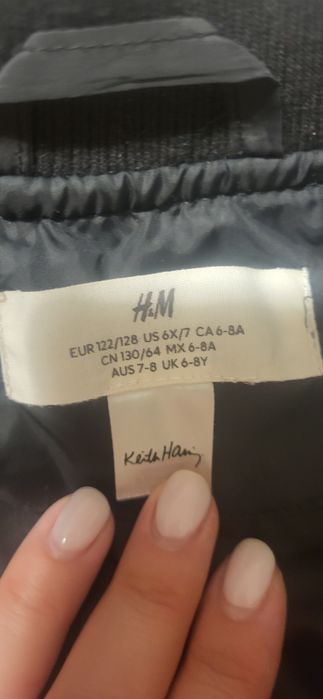 H&M
EUR 122/128 US 6X/7 CA 6-8A
CN 130/64 MX 6-8A
AUS 7-8 UK 6-8Y
Keith Haring